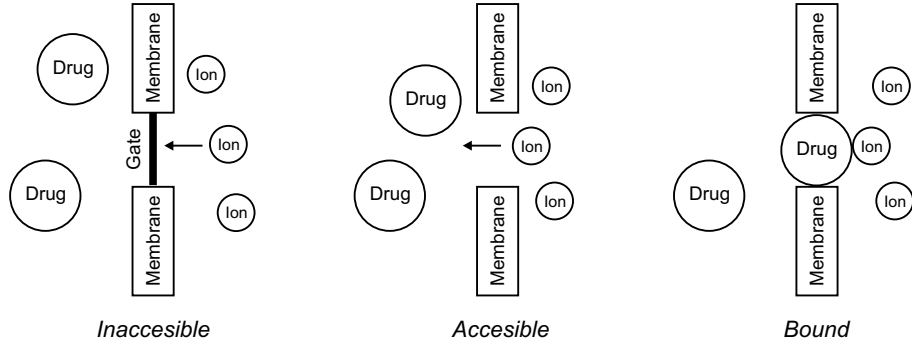 Membrane
Drug
Ion
Gate
Ion
Drug
Ion
Membrane
Inaccesible
Membrane
Ion
Drug
Ion
Drug
Ion
Membrane
Accesible
Membrane
Ion
Drug
Ion
Drug
Ion
Membrane
Bound